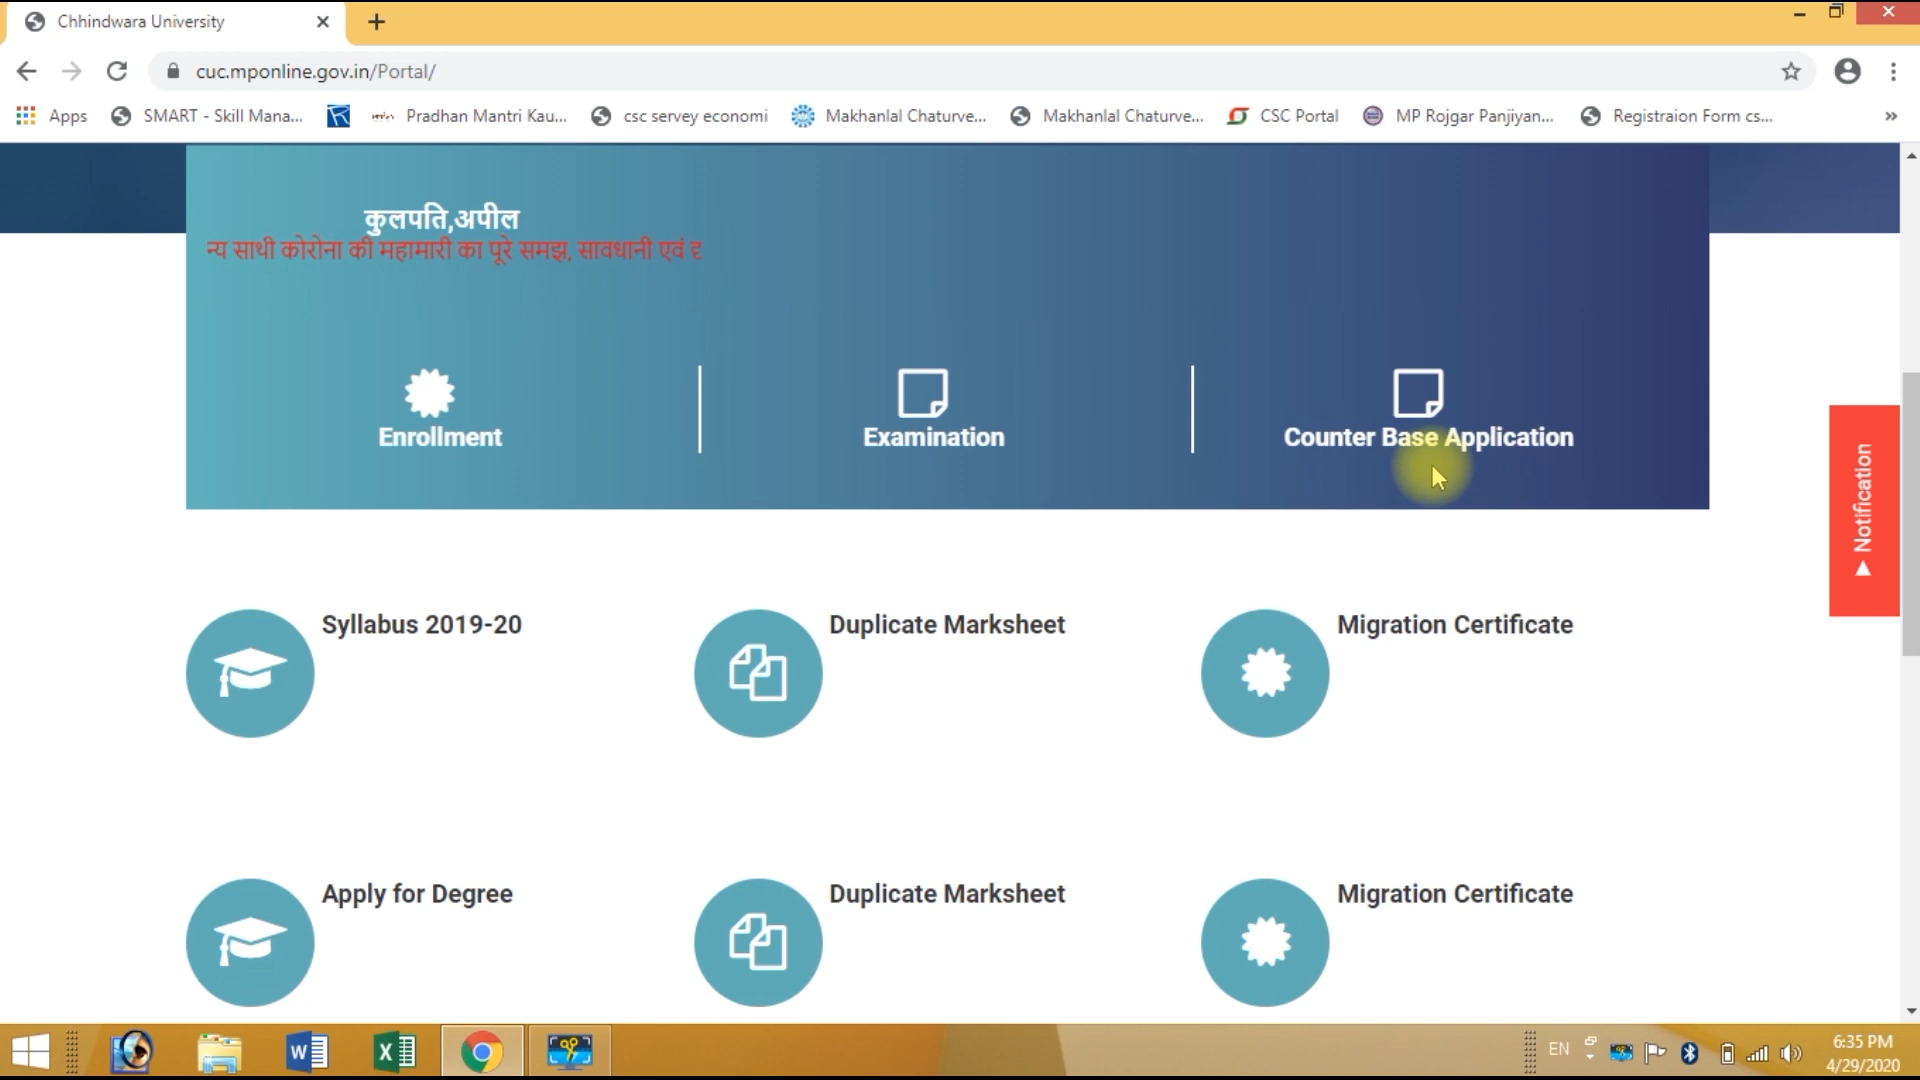 Chhindwara University
cuc.mponline.gov.in/Portal/
Apps
SMART - Skill Mana...
Pradhan Mantri Kau...
csc servey economi
Makhanlal Chaturve...
Makhanlal Chaturve...
CSC Portal
MP Rojgar Panjiyan...
Registraion Form cs...
»
कुलपति,अपील
न्य साथी कोरोना की महामारी का पूरे समझ, सावधानी एवं
Enrollment
Examination
Counter Base Application
Notification
Syllabus 2019-20
Duplicate Marksheet
Migration Certificate
Apply for Degree
Duplicate Marksheet
Migration Certificate
EN
6:35 PM
4/29/2020